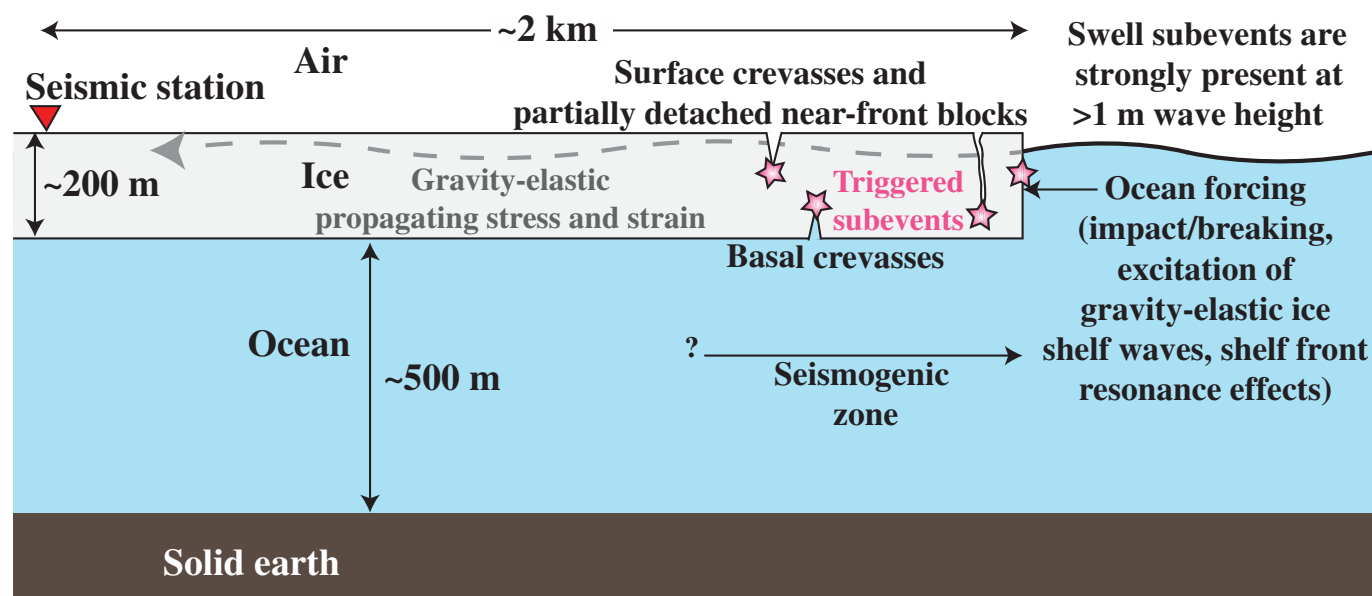 ~2 km
Air
Seismic station
Surface crevasses and
partially detached near-front blocks
Swell subevents are
strongly present at
>1 m wave height
~200 m
Ice
Gravity-elastic
propagating stress and strain
Triggered
subevents
Basal crevasses
Ocean forcing
(impact/breaking,
excitation of
gravity-elastic ice
shelf waves, shelf front
resonance effects)
Ocean
~500 m
?
Seismogenic
zone
Solid earth